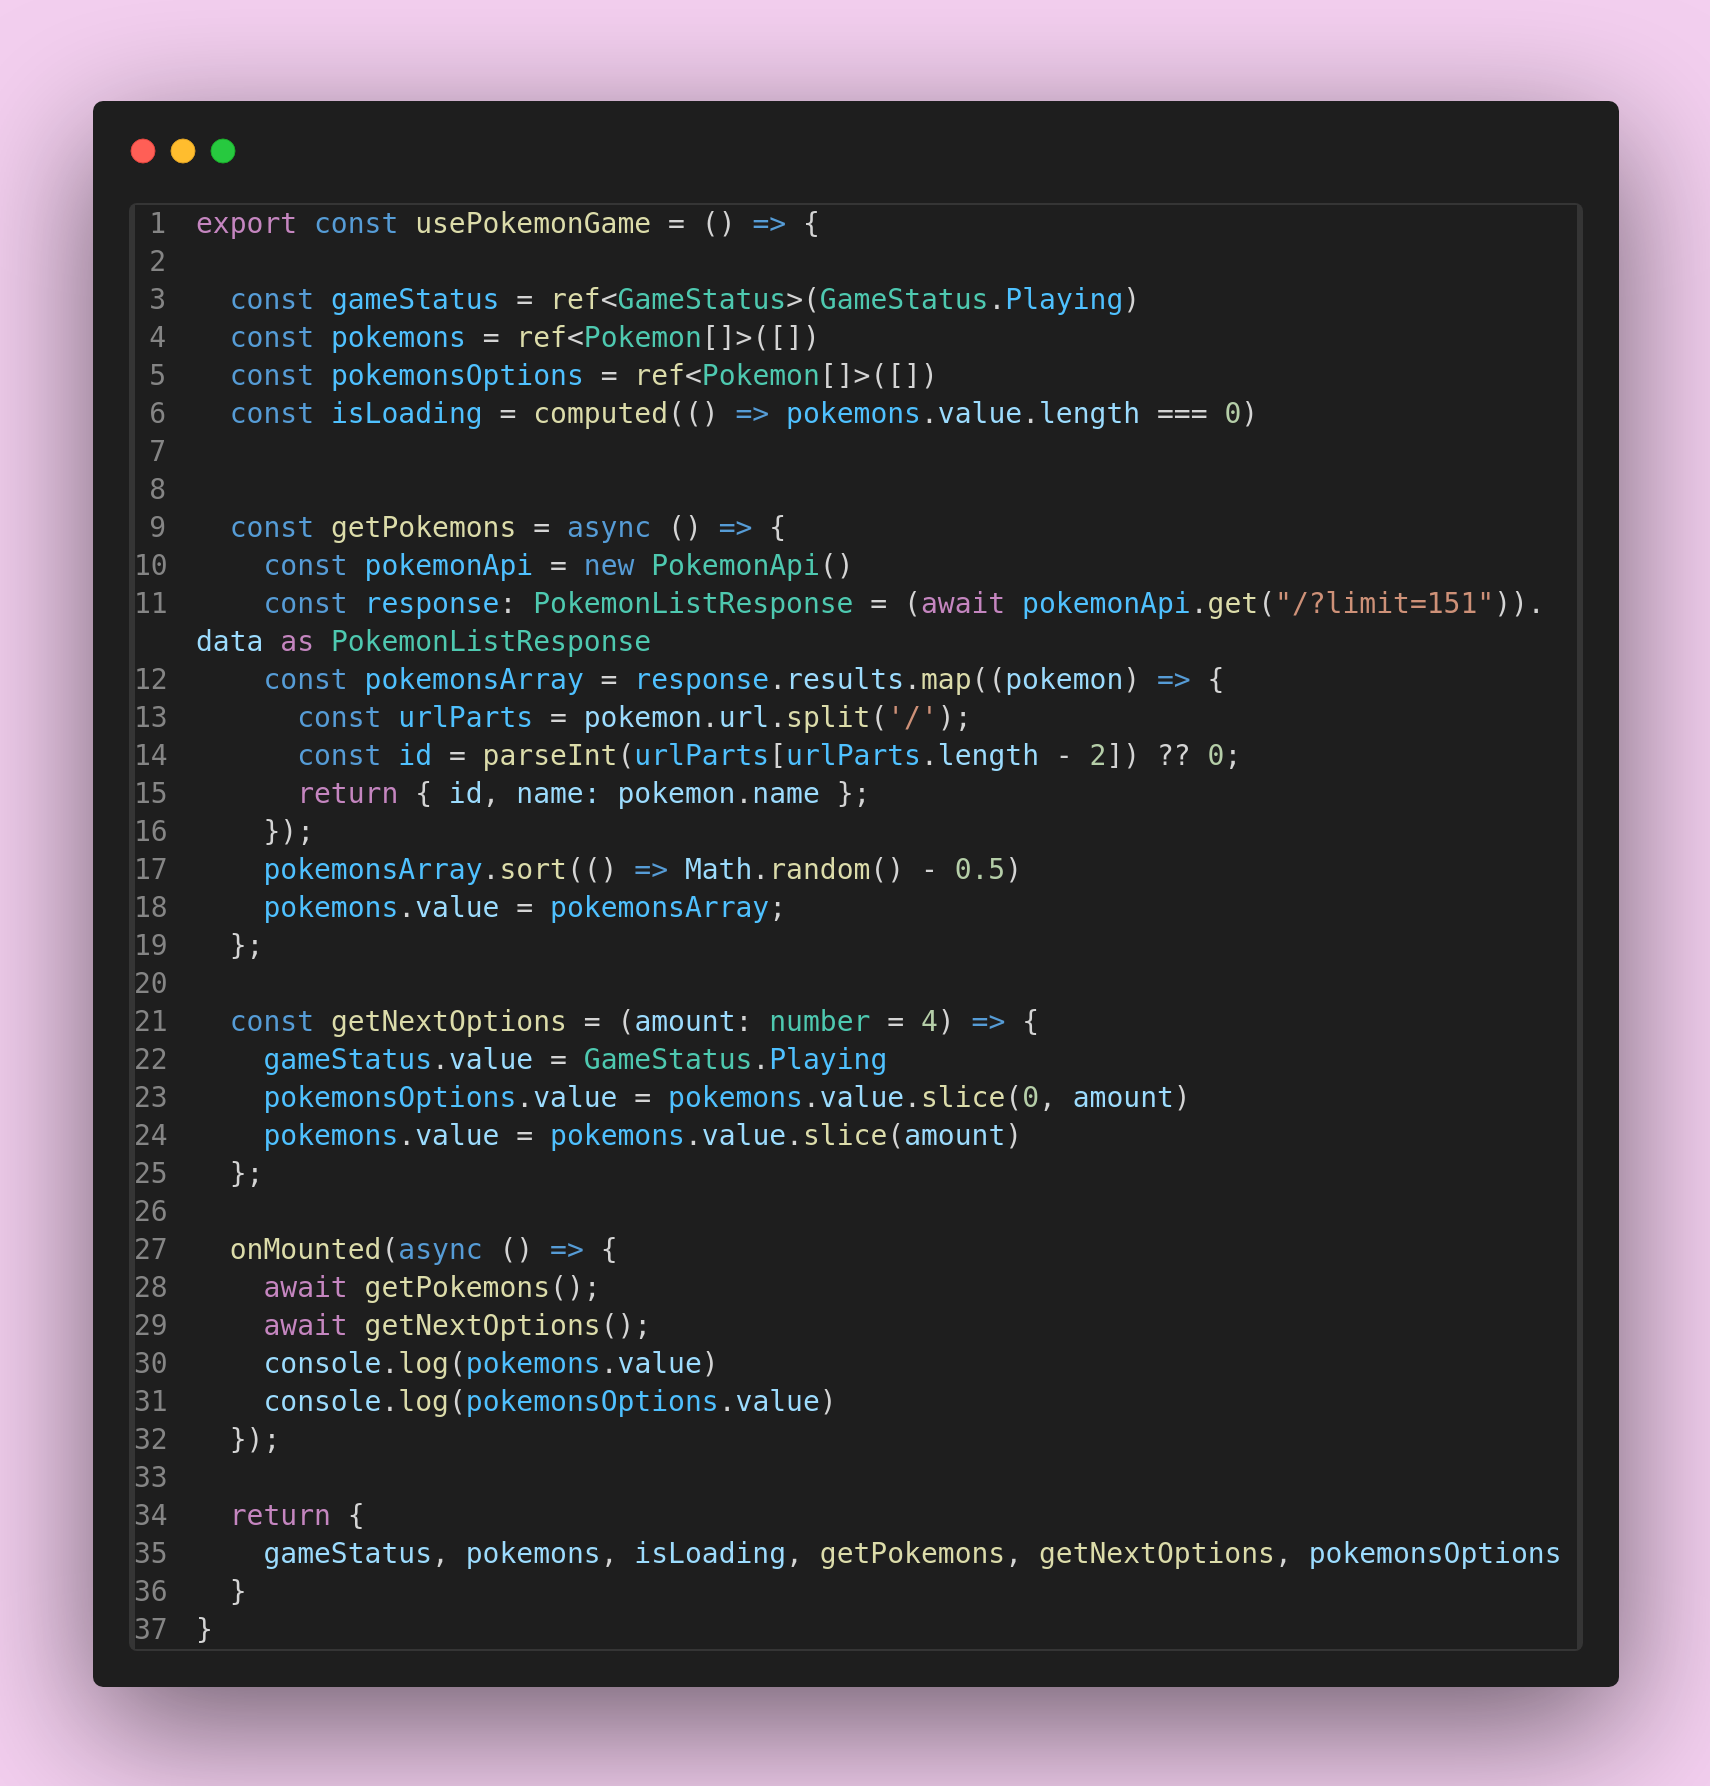 1 export const usePokemonGame = () => {
2
3   const gameStatus = ref<GameStatus>(GameStatus.Playing)
4   const pokemons = ref<Pokemon[]>([])
5   const pokemonsOptions = ref<Pokemon[]>([])
6   const isLoading = computed(() => pokemons.value.length === 0)
7
8
9   const getPokemons = async () => {
10     const pokemonApi = new PokemonApi()
11     const response: PokemonListResponse = (await pokemonApi.get("/?limit=151")).
data as PokemonListResponse
12     const pokemonsArray = response.results.map((pokemon) => {
13       const urlParts = pokemon.url.split('/');
14       const id = parseInt(urlParts[urlParts.length - 2]) ?? 0;
15       return { id, name: pokemon.name };
16     });
17     pokemonsArray.sort(() => Math.random() - 0.5)
18     pokemons.value = pokemonsArray;
19   };
20
21   const getNextOptions = (amount: number = 4) => {
22     gameStatus.value = GameStatus.Playing
23     pokemonsOptions.value = pokemons.value.slice(0, amount)
24     pokemons.value = pokemons.value.slice(amount)
25   };
26
27   onMounted(async () => {
28     await getPokemons();
29     await getNextOptions();
30     console.log(pokemons.value)
31     console.log(pokemonsOptions.value)
32   });
33
34   return {
35     gameStatus, pokemons, isLoading, getPokemons, getNextOptions, pokemonsOptions
36   }
37 }